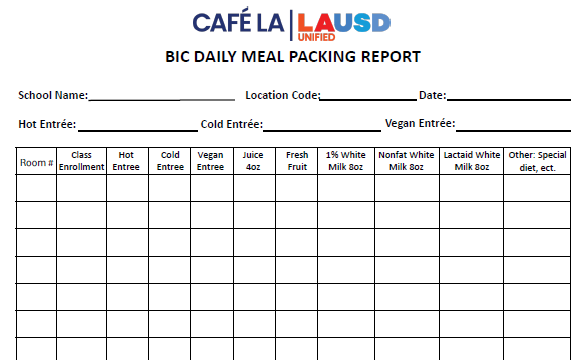 CAFÉ LA | LAUSD
UNIFIED
BIC DAILY MEAL PACKING REPORT
School Name: Location Code: Date:
Hot Entrée: Cold Entrée: Vegan Entrée:
Room # Class Hot Cold Vegan Juice Fresh 1% White Nonfat White Lactaid White Other: Special
Enrollment Entree Entree Entree 4oz Fruit Milk 8oz Milk 8oz Milk 8oz diet, ect.